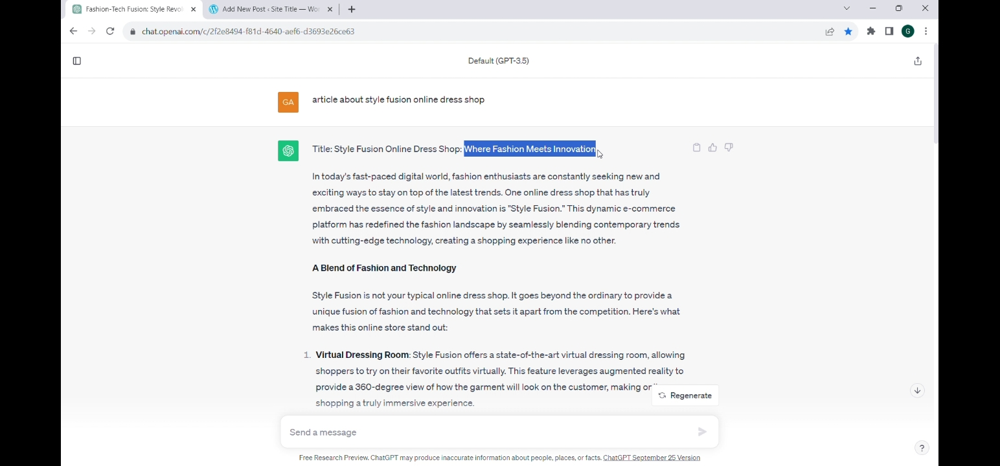 Fashion-Tech Fusion: Style Revol
Add New Post ‹ Site Title — Wor
chat.openai.com/c/2f2e8494-f81d-4640-aef6-d3693e26ce63
G
Default (GPT-3.5)
GA
article about style fusion online dress shop
Title: Style Fusion Online Dress Shop: Where Fashion Meets Innovation
In today's fast-paced digital world, fashion enthusiasts are constantly seeking new and
exciting ways to stay on top of the latest trends. One online dress shop that has truly
embraced the essence of style and innovation is "Style Fusion." This dynamic e-commerce
platform has redefined the fashion landscape by seamlessly blending contemporary trends
with cutting-edge technology, creating a shopping experience like no other.
A Blend of Fashion and Technology
Style Fusion is not your typical online dress shop. It goes beyond the ordinary to provide a
unique fusion of fashion and technology that sets it apart from the competition. Here's what
makes this online store stand out:
1. Virtual Dressing Room: Style Fusion offers a state-of-the-art virtual dressing room, allowing
shoppers to try on their favorite outfits virtually. This feature leverages augmented reality to
provide a 360-degree view of how the garment will look on the customer, making
shopping a truly immersive experience.
Regenerate
Send a message
Free Research Preview. ChatGPT may produce inaccurate information about people, places, or facts. ChatGPT September 25 Version
?